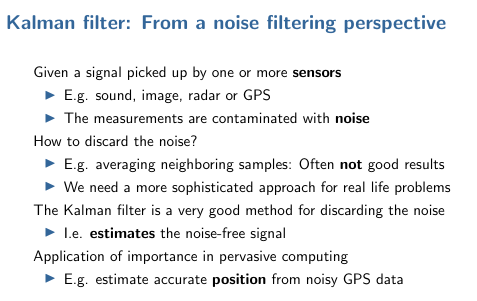 Kalman filter: From a noise filtering perspective
Given a signal picked up by one or more sensors
▶ E.g. sound, image, radar or GPS
▶ The measurements are contaminated with noise
How to discard the noise?
▶ E.g. averaging neighboring samples: Often not good results
▶ We need a more sophisticated approach for real life problems
The Kalman filter is a very good method for discarding the noise
▶ I.e. estimates the noise-free signal
Application of importance in pervasive computing
▶ E.g. estimate accurate position from noisy GPS data